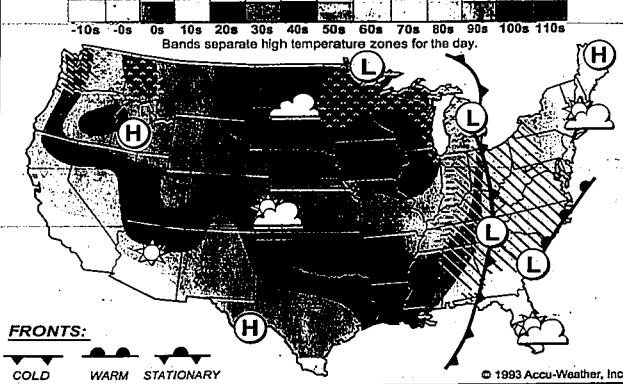 -10s -0s 0s 10s 20s 30s 40s 50s 60s 70s 80s 90s 100s 110s
Bands separate high temperature zones for the day.
H
L
L
H
L
L
H
FRONTS:
COLD WARM STATIONARY
© 1993 Accu-Weather, Inc